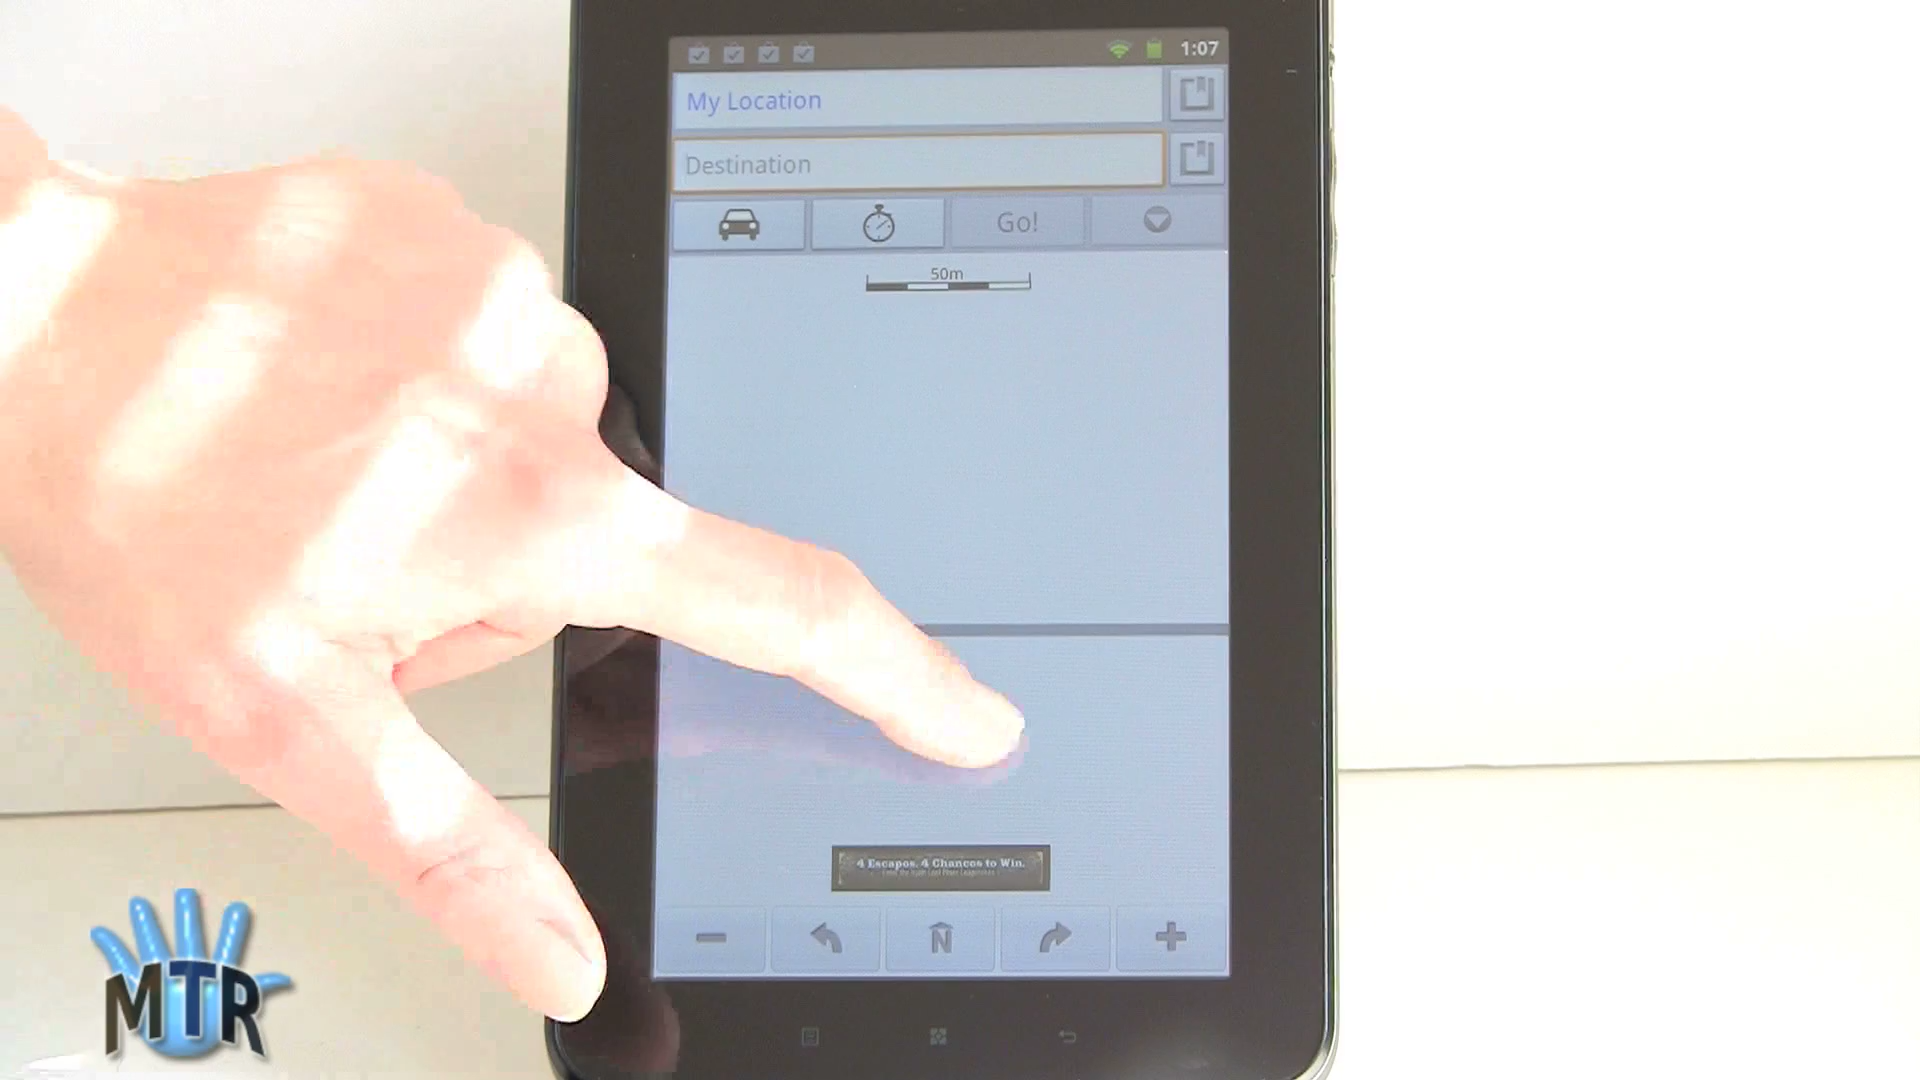 1:07
My Location
Destination
Go!
50m
4 Escapes. 4 Chances to Win.
N
MTR